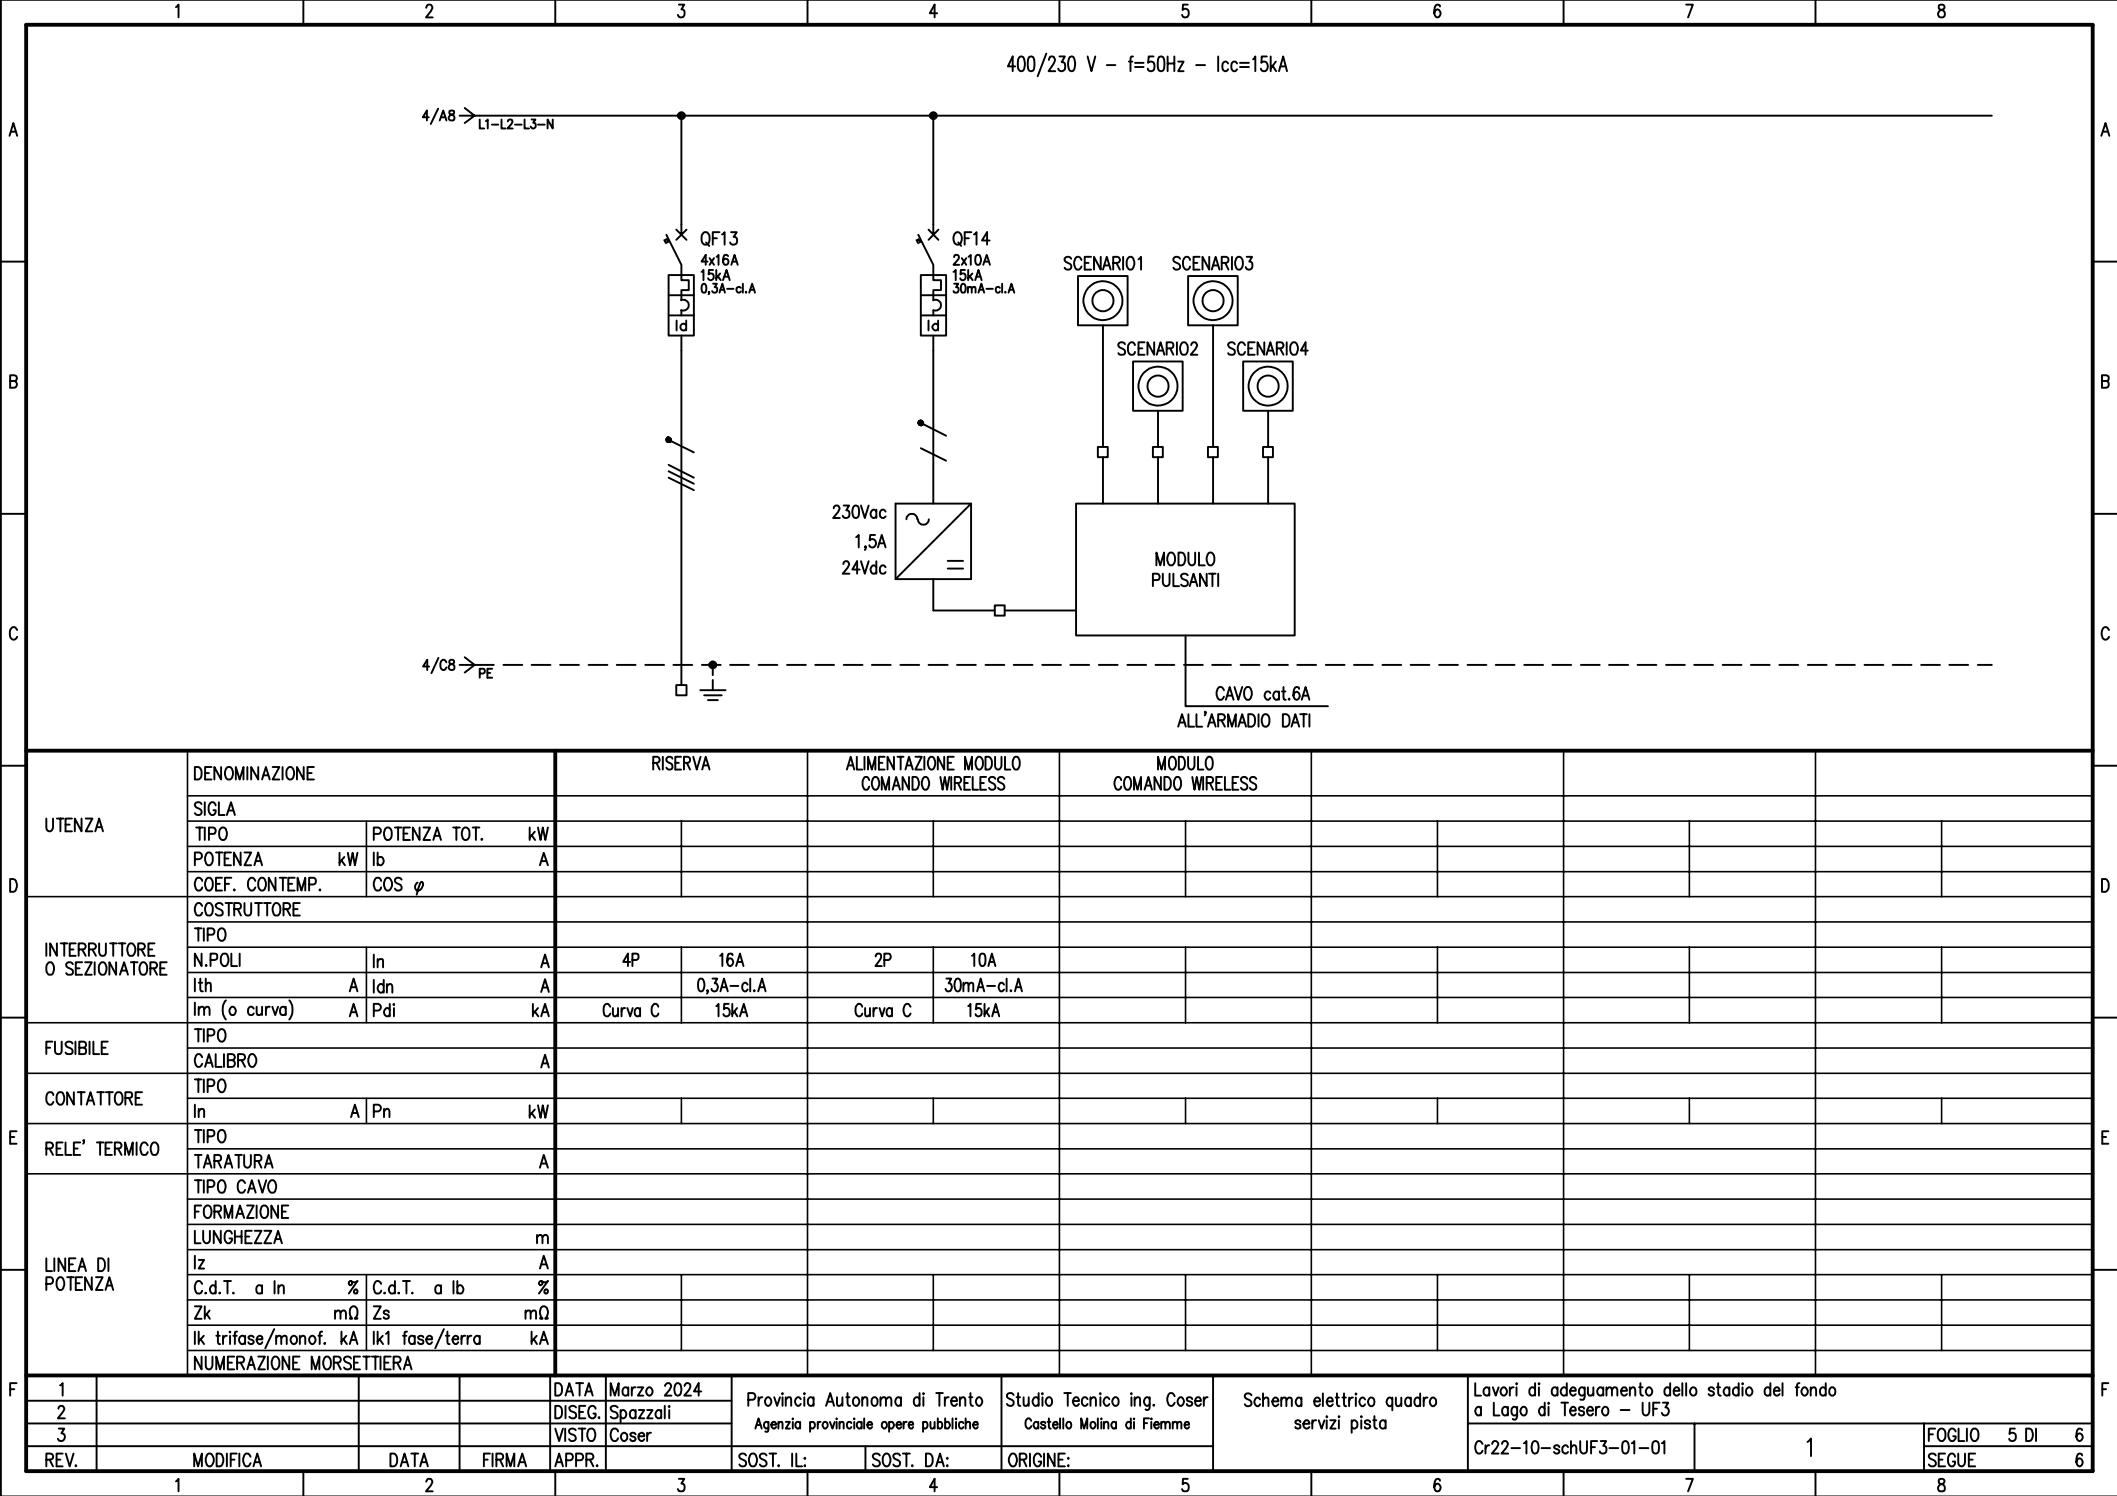 1 2 3 4 5 6 7 8
400/230 V – f=50Hz – Icc=15kA
4/A8 L1-L2-L3-N
A A
QF13
4x16A
15kA
0,3A-cl.A
Id
QF14
2x10A
15kA
30mA-cl.A
Id
SCENARIO1 SCENARIO3
SCENARIO2 SCENARIO4
B B
230Vac
1,5A
24Vdc
MODULO
PULSANTI
C C
4/C8 PE
CAVO cat.6A
ALL'ARMADIO DATI
UTENZA
DENOMINAZIONE
RISERVA
ALIMENTAZIONE MODULO
COMANDO WIRELESS
MODULO
COMANDO WIRELESS
SIGLA
TIPO POTENZA TOT. kW
POTENZA kW Ib A
COEF. CONTEMP. COS φ
D D
INTERRUTTORE
O SEZIONATORE
COSTRUTTORE
TIPO
N.POLI In A 4P 16A 2P 10A
Ith A Idn A 0,3A-cl.A 30mA-cl.A
Im (o curva) A Pdi kA Curva C 15kA Curva C 15kA
FUSIBILE
TIPO
CALIBRO A
CONTATTORE
TIPO
In A Pn kW
E E
RELE' TERMICO
TIPO
TARATURA A
LINEA DI
POTENZA
TIPO CAVO
FORMAZIONE
LUNGHEZZA m
Iz A
C.d.T. a In % C.d.T. a Ib %
Zk mΩ Zs mΩ
Ik trifase/monof. kA Ik1 fase/terra kA
NUMERAZIONE MORSETTIERA
F F
1
2
3
REV. MODIFICA DATA FIRMA
DATA Marzo 2024
DISEG. Spazzali
VISTO Coser
APPR.
Provincia Autonoma di Trento
Agenzia provinciale opere pubbliche
SOST. IL: SOST. DA:
Studio Tecnico ing. Coser
Castello Molina di Fiemme
ORIGINE:
Schema elettrico quadro
servizi pista
Lavori di adeguamento dello stadio del fondo
a Lago di Tesero – UF3
Cr22-10-schUF3-01-01
1
FOGLIO 5 DI 6
SEGUE 6
1 2 3 4 5 6 7 8